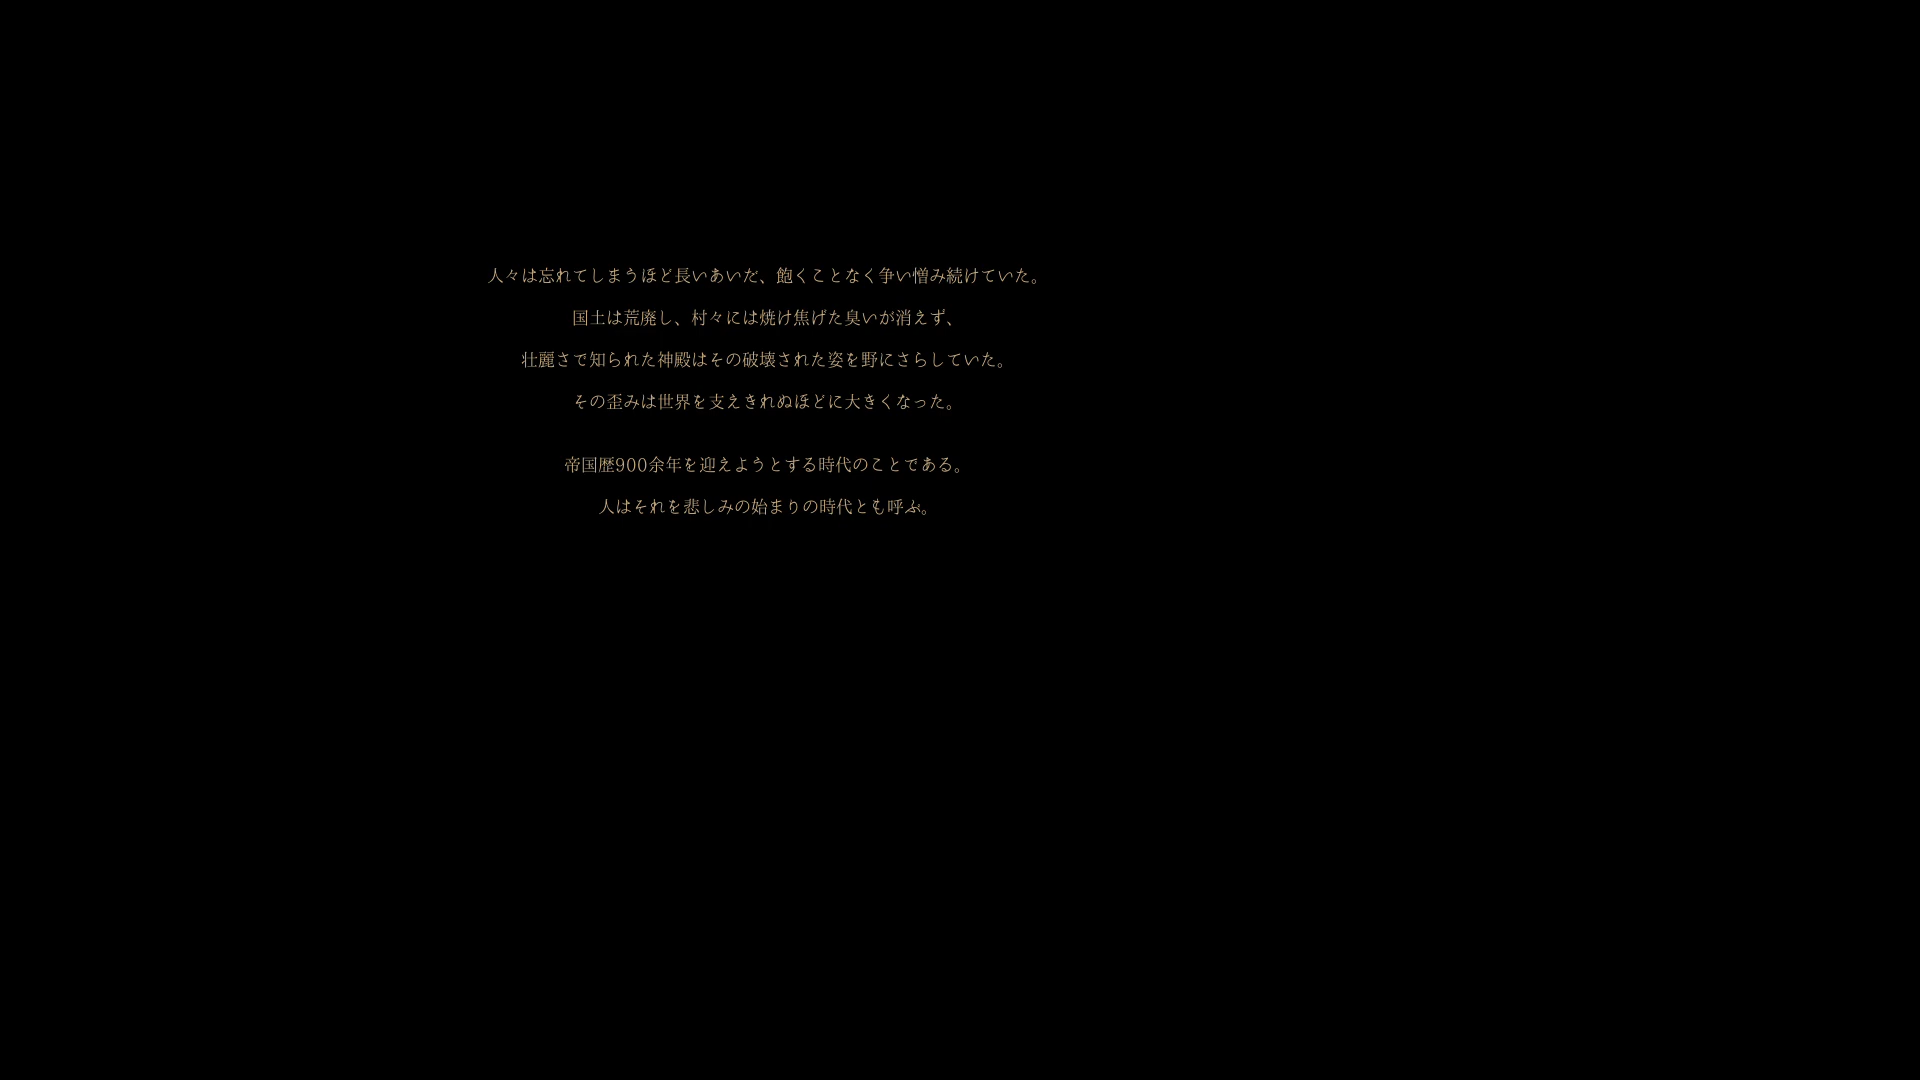 人々は忘れてしまうほど長いあいだ、飽くことなく争い憎み続けていた。
国土は荒廃し、村々には焼け焦げた臭いが消えず、
壮麗さで知られた神殿はその破壊された姿を野にさらしていた。
その歪みは世界を支えきれぬほどに大きくなった。
帝国歴900余年を迎えようとする時代のことである。
人はそれを悲しみの始まりの時代とも呼ぶ。